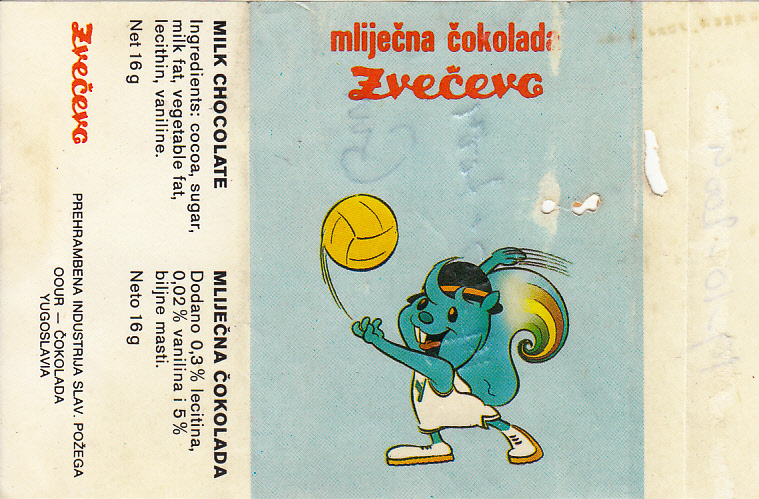 mliječna čokolada
Zvečevo
MILK CHOCOLATE
Ingredients: cocoa, sugar,
milk fat, vegetable fat,
lecithin, vaniline.
Net 16 g
MLIJEČNA ČOKOLADA
Dodano 0,3% lecitina,
0,02% vanilina i 5%
biljne masti.
Neto 16 g
Zvečevo
PREHRAMBENA INDUSTRIJA SLAV. POŽEGA
OOUR — ČOKOLADA
YUGOSLAVIA